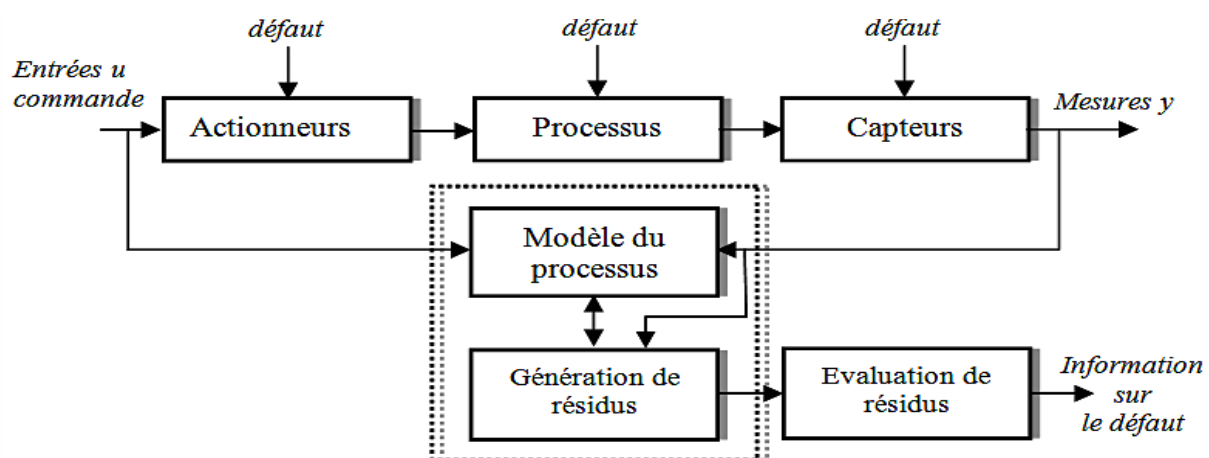 défaut
défaut
défaut
Entrées u
commande
Actionneurs
Processus
Capteurs
Mesures y
Modèle du
processus
Génération de
résidus
Evaluation de
résidus
Information
sur
le défaut